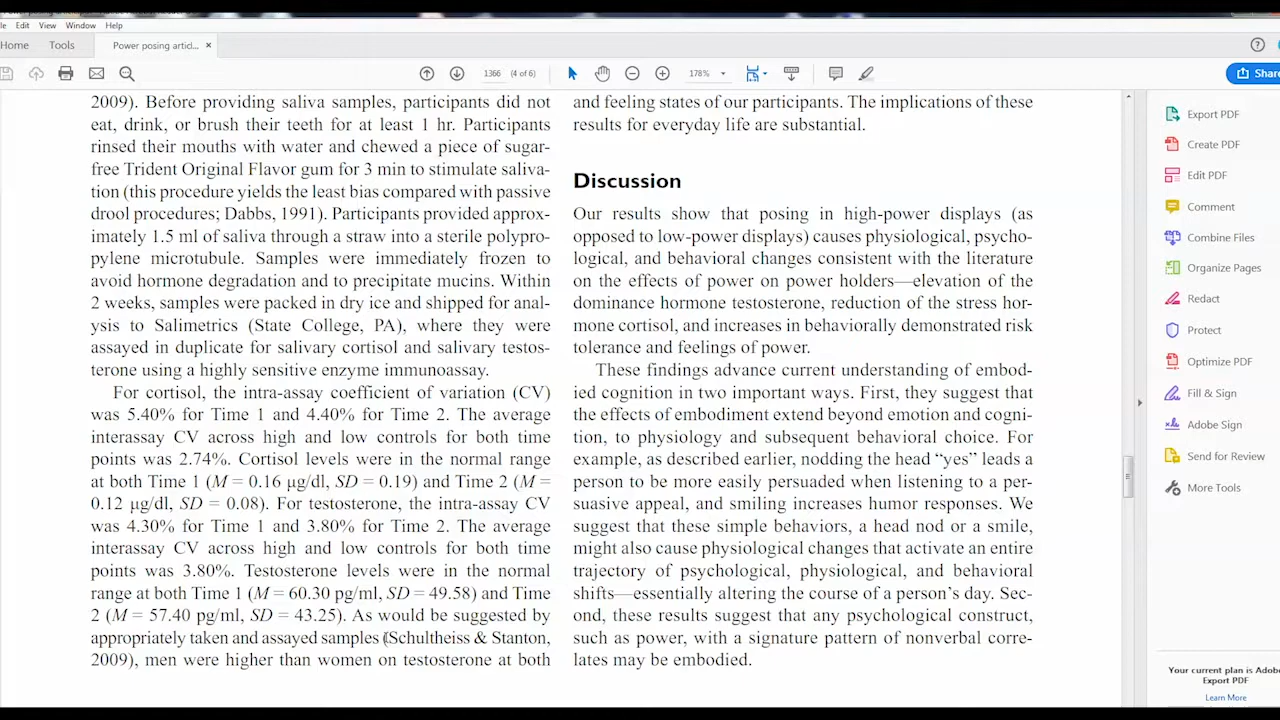 Edit View Window Help
Home Tools Power posing articl... ×
1366 (4 of 6) 178%
Shar
2009). Before providing saliva samples, participants did not
eat, drink, or brush their teeth for at least 1 hr. Participants
rinsed their mouths with water and chewed a piece of sugar-
free Trident Original Flavor gum for 3 min to stimulate saliva-
tion (this procedure yields the least bias compared with passive
drool procedures; Dabbs, 1991). Participants provided approx-
imately 1.5 ml of saliva through a straw into a sterile polypro-
pylene microtubule. Samples were immediately frozen to
avoid hormone degradation and to precipitate mucins. Within
2 weeks, samples were packed in dry ice and shipped for anal-
ysis to Salimetrics (State College, PA), where they were
assayed in duplicate for salivary cortisol and salivary testos-
terone using a highly sensitive enzyme immunoassay.
For cortisol, the intra-assay coefficient of variation (CV)
was 5.40% for Time 1 and 4.40% for Time 2. The average
interassay CV across high and low controls for both time
points was 2.74%. Cortisol levels were in the normal range
at both Time 1 (M = 0.16 μg/dl, SD = 0.19) and Time 2 (M =
0.12 μg/dl, SD = 0.08). For testosterone, the intra-assay CV
was 4.30% for Time 1 and 3.80% for Time 2. The average
interassay CV across high and low controls for both time
points was 3.80%. Testosterone levels were in the normal
range at both Time 1 (M = 60.30 pg/ml, SD = 49.58) and Time
2 (M = 57.40 pg/ml, SD = 43.25). As would be suggested by
appropriately taken and assayed samples (Schultheiss & Stanton,
2009), men were higher than women on testosterone at both
and feeling states of our participants. The implications of these
results for everyday life are substantial.
Discussion
Our results show that posing in high-power displays (as
opposed to low-power displays) causes physiological, psycho-
logical, and behavioral changes consistent with the literature
on the effects of power on power holders—elevation of the
dominance hormone testosterone, reduction of the stress hor-
mone cortisol, and increases in behaviorally demonstrated risk
tolerance and feelings of power.
These findings advance current understanding of embod-
ied cognition in two important ways. First, they suggest that
the effects of embodiment extend beyond emotion and cogni-
tion, to physiology and subsequent behavioral choice. For
example, as described earlier, nodding the head “yes” leads a
person to be more easily persuaded when listening to a per-
suasive appeal, and smiling increases humor responses. We
suggest that these simple behaviors, a head nod or a smile,
might also cause physiological changes that activate an entire
trajectory of psychological, physiological, and behavioral
shifts—essentially altering the course of a person’s day. Sec-
ond, these results suggest that any psychological construct,
such as power, with a signature pattern of nonverbal corre-
lates may be embodied.
Export PDF
Create PDF
Edit PDF
Comment
Combine Files
Organize Pages
Redact
Protect
Optimize PDF
Fill & Sign
Adobe Sign
Send for Review
More Tools
Your current plan is Adobe
Export PDF
Learn More